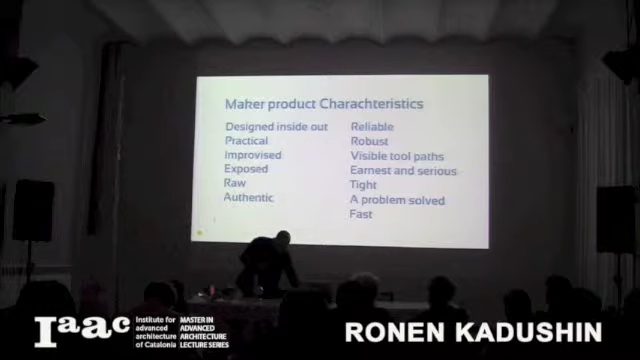 Maker product Charachteristics
Designed inside out
Practical
Improvised
Exposed
Raw
Authentic
Reliable
Robust
Visible tool paths
Earnest and serious
Tight
A problem solved
Fast
Iaac
Institute for
advanced
architecture
of Catalonia
MASTER IN
ADVANCED
ARCHITECTURE
LECTURE SERIES
RONEN KADUSHIN